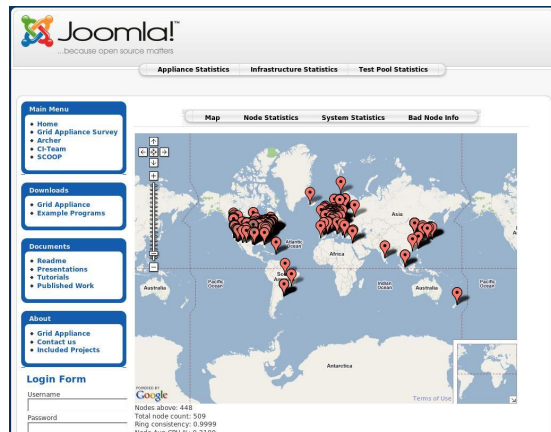 Joomla!™
...because open source matters
Appliance Statistics Infrastructure Statistics Test Pool Statistics
Main Menu
Home
Grid Appliance Survey
Archer
CI-Team
SCOOP
Downloads
Grid Appliance
Example Programs
Documents
Readme
Presentations
Tutorials
Published Work
About
Grid Appliance
Contact us
Included Projects
Login Form
Username
Password
Map Node Statistics System Statistics Bad Node Info
Asia
Atlantic
Ocean
Africa
Pacific
Ocean
Indian
Ocean
Australia
Australia
Pacific
Ocean
Antarctica
POWERED BY
Google
Terms of Use
Nodes above: 448
Total node count: 509
Ring consistency: 0.9999